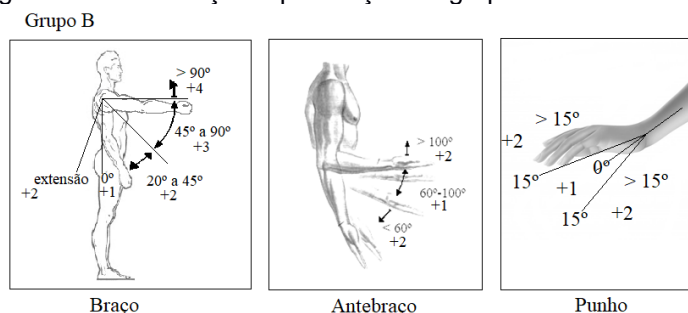 Grupo B
> 90º
+4
45º a 90º
+3
extensão
+2
0º
+1
20º a 45º
+2
Braço
> 100º
+2
60º-100º
+1
< 60º
+2
Antebraco
> 15º
+2
15º
+1
0º
> 15º
15º
+2
Punho